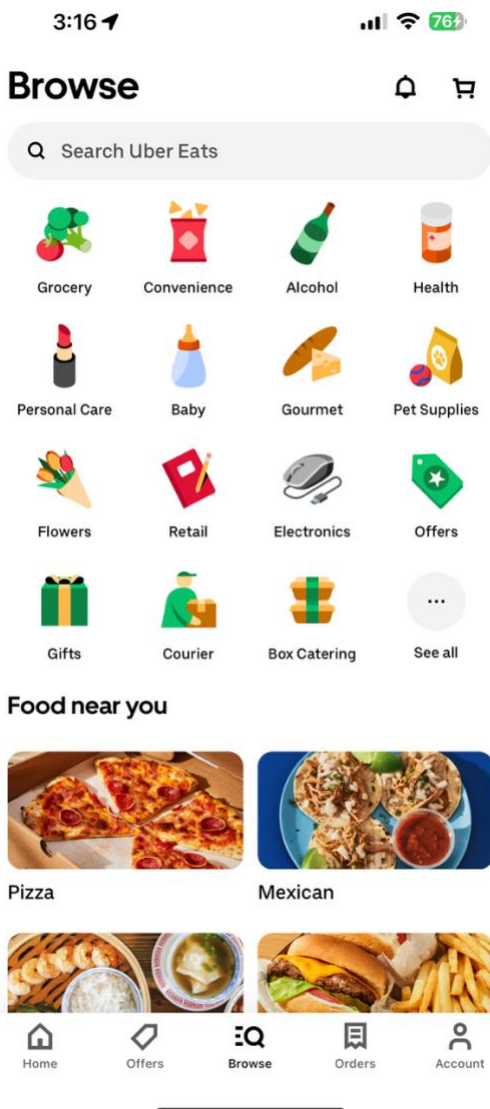 3:16
76
Browse
Search Uber Eats
Grocery Convenience Alcohol Health
Personal Care Baby Gourmet Pet Supplies
Flowers Retail Electronics Offers
Gifts Courier Box Catering See all
Food near you
Pizza Mexican
Home Offers Browse Orders Account